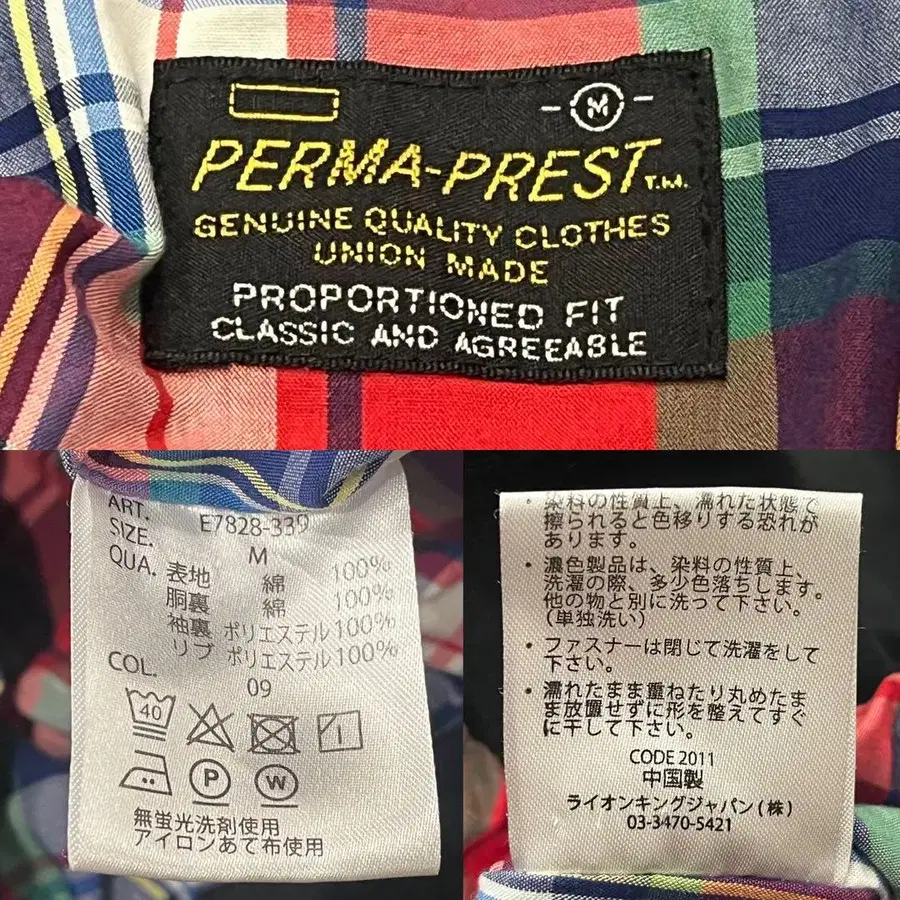 M
PERMA-PREST T.M.
GENUINE QUALITY CLOTHES
UNION MADE
PROPORTIONED FIT
CLASSIC AND AGREEABLE
ART. E7828-339
SIZE. M
QUA. 表地 綿 100%
胴裏 綿 100%
袖裏 ポリエステル 100%
リブ ポリエステル 100%
COL. 09
40
P W
無蛍光洗剤使用
アイロンあて布使用
染料の性質上、濡れた状態で
擦られると色移りする恐れが
あります。
・濃色製品は、染料の性質上、
洗濯の際、多少色落ちします。
他の物と別に洗って下さい。
(単独洗い)
・ファスナーは閉じて洗濯をして
下さい。
・濡れたまま重ねたり丸めたま
ま放置せずに形を整えてすぐ
に干して下さい。
CODE 2011
中国製
ライオンキングジャパン(株)
03-3470-5421